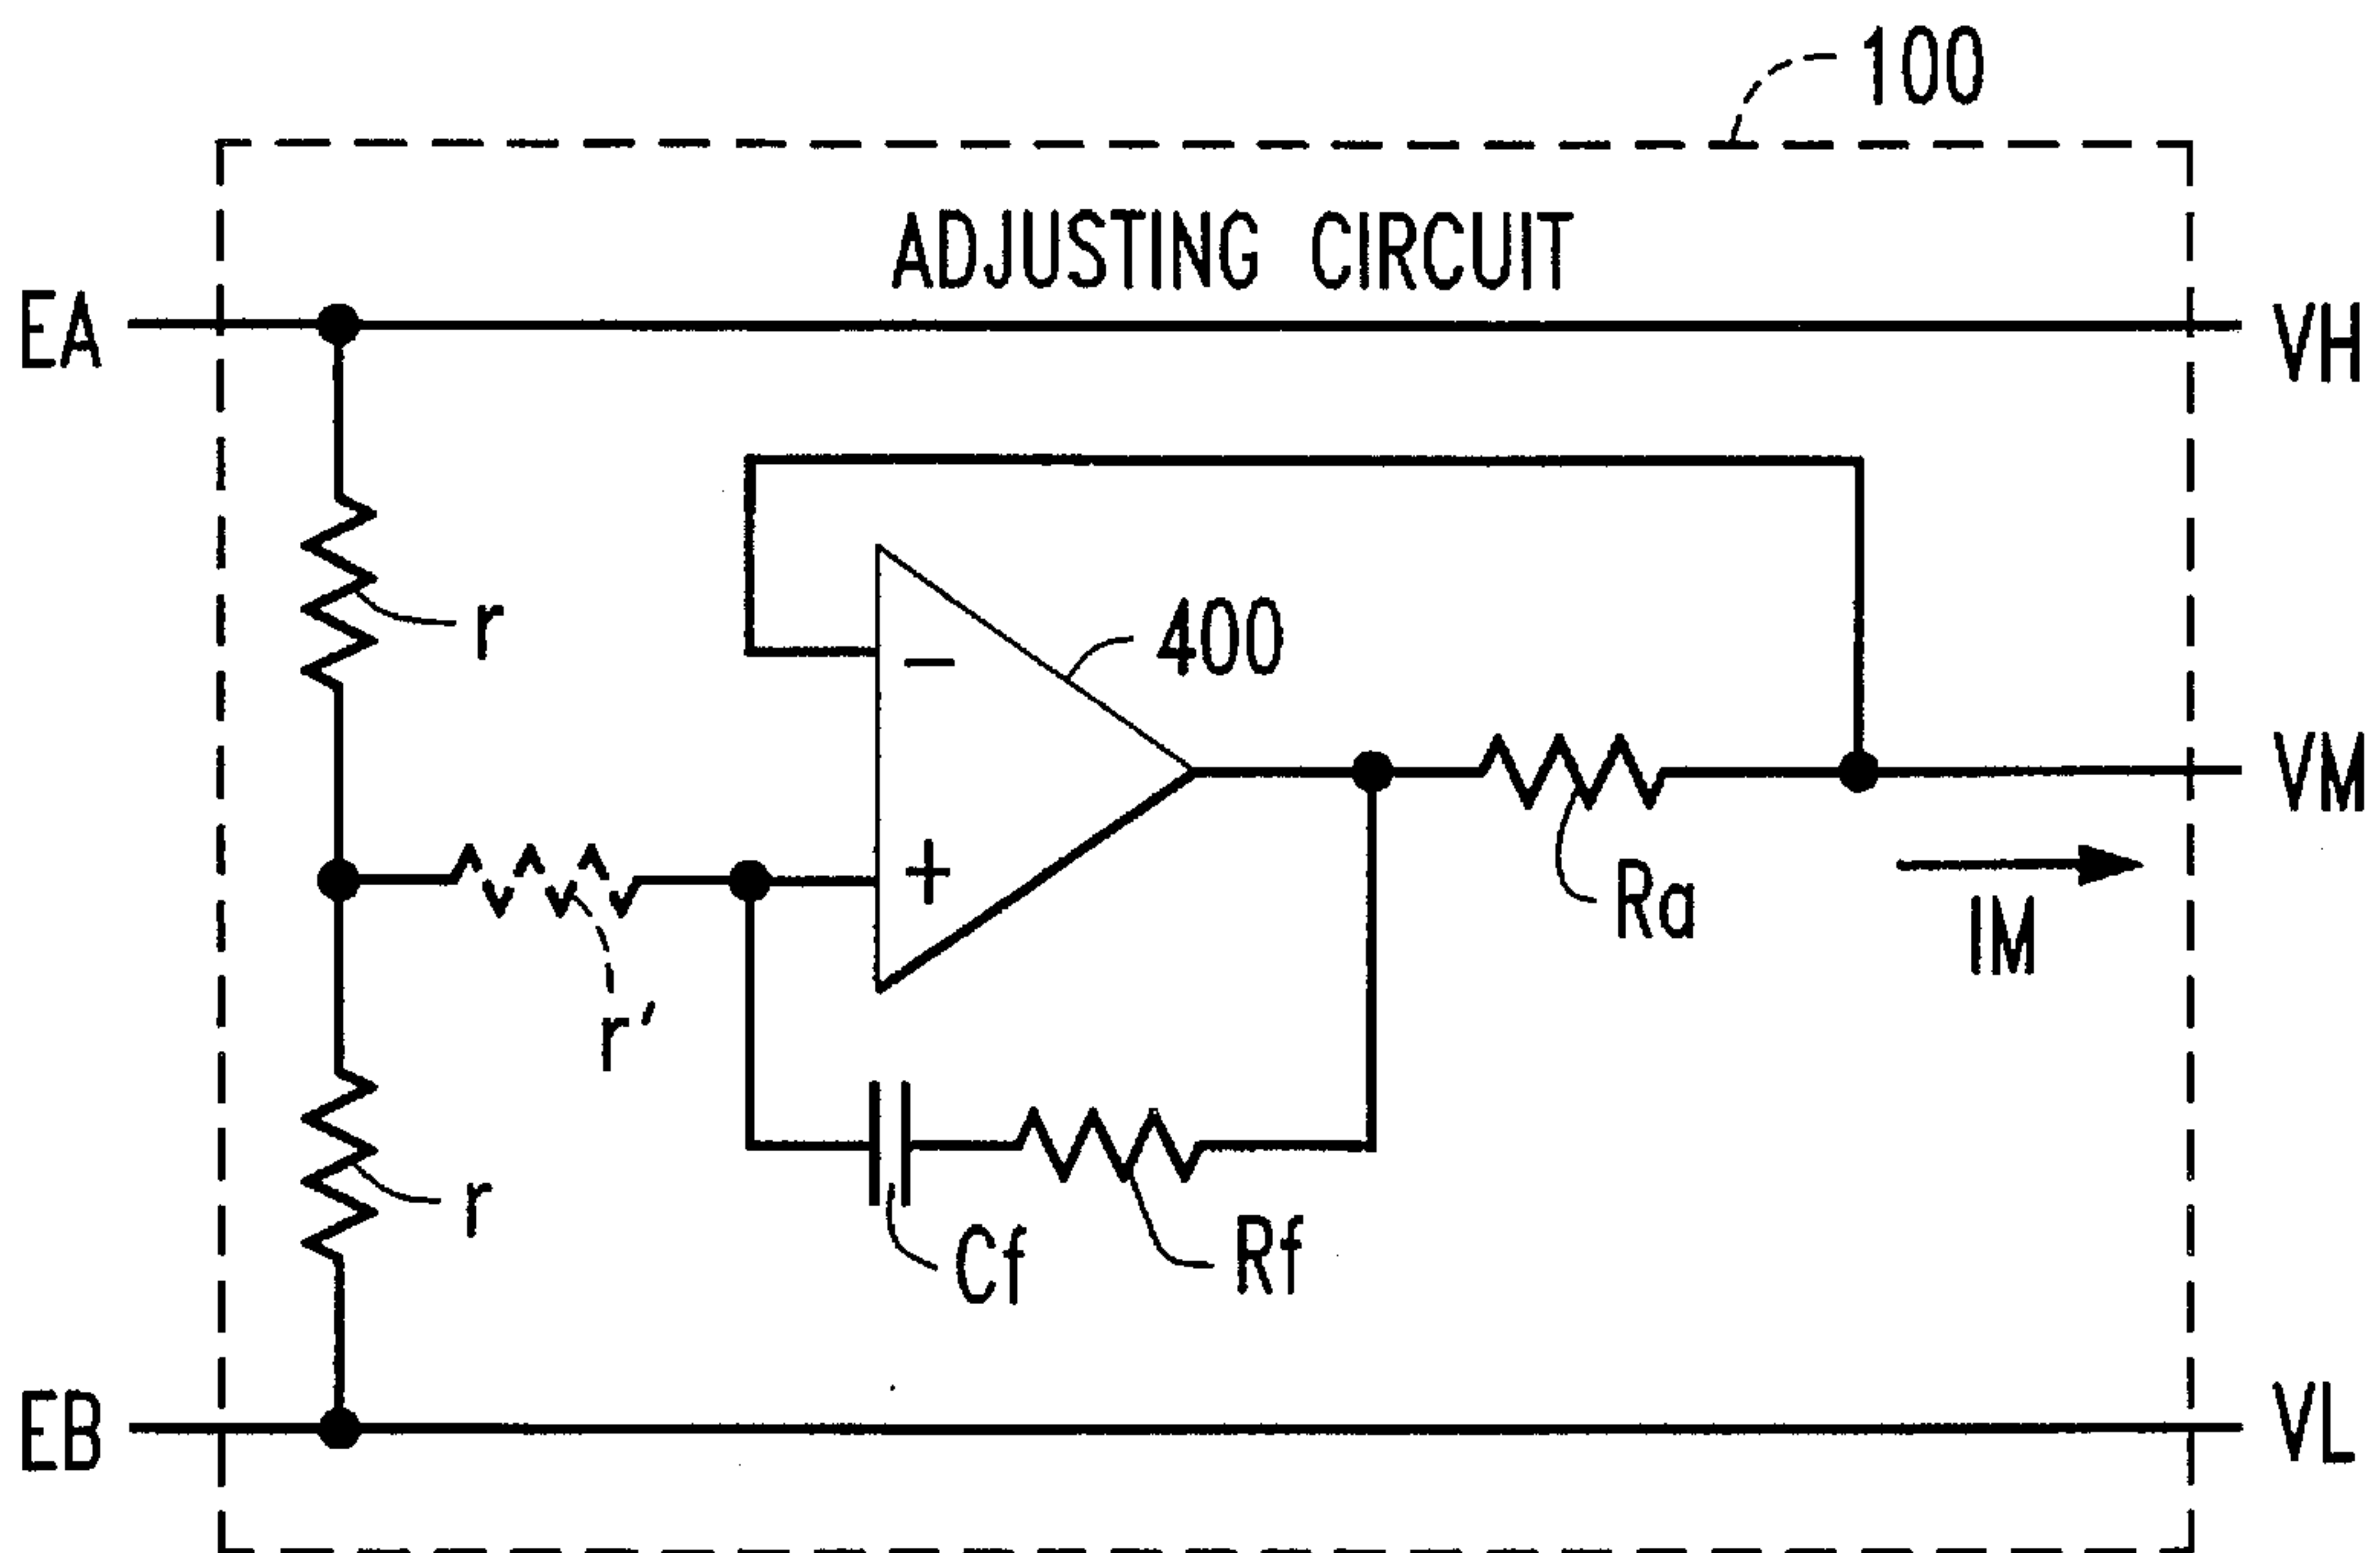 100
ADJUSTING CIRCUIT
EA
VH
r
400
−
VM
+
Ra
IM
r′
r
Cf
Rf
EB
VL